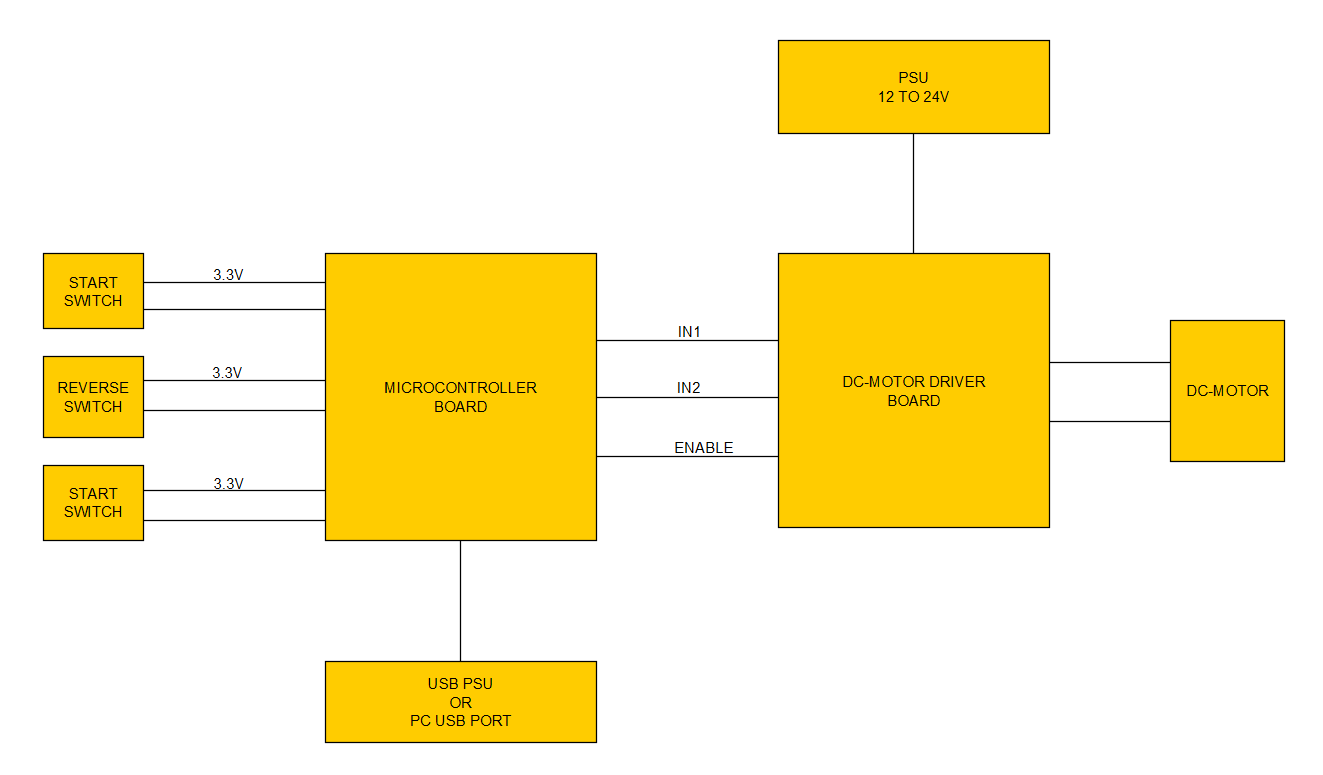 PSU
12 TO 24V
START
SWITCH
3.3V
REVERSE
SWITCH
3.3V
START
SWITCH
3.3V
MICROCONTROLLER
BOARD
IN1
IN2
ENABLE
DC-MOTOR DRIVER
BOARD
DC-MOTOR
USB PSU
OR
PC USB PORT